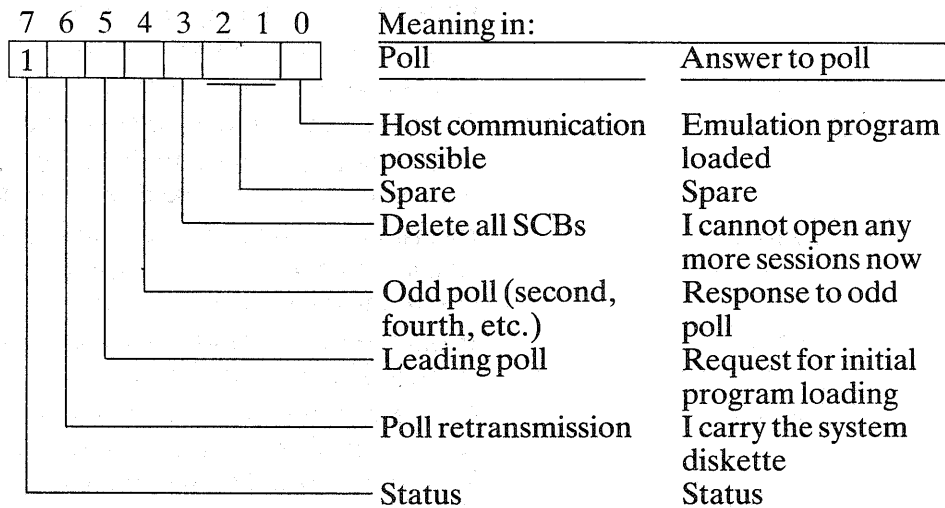 7 6 5 4 3 2 1 0 Meaning in:
1 Poll Answer to poll
Host communication Emulation program
possible loaded
Spare Spare
Delete all SCBs I cannot open any
more sessions now
Odd poll (second, Response to odd
fourth, etc.) poll
Leading poll Request for initial
program loading
Poll retransmission I carry the system
diskette
Status Status